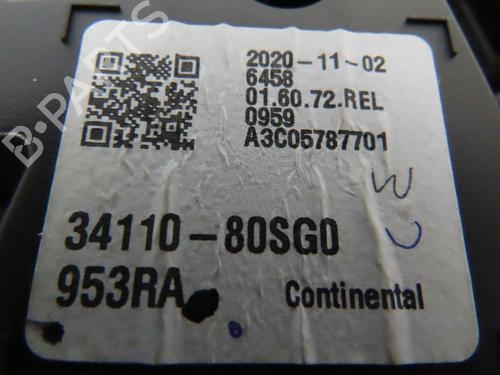 2020-11-02
6458
01.60.72.REL
0959
A3C05787701
34110-80SG0
953RA
Continental
B-PARTS